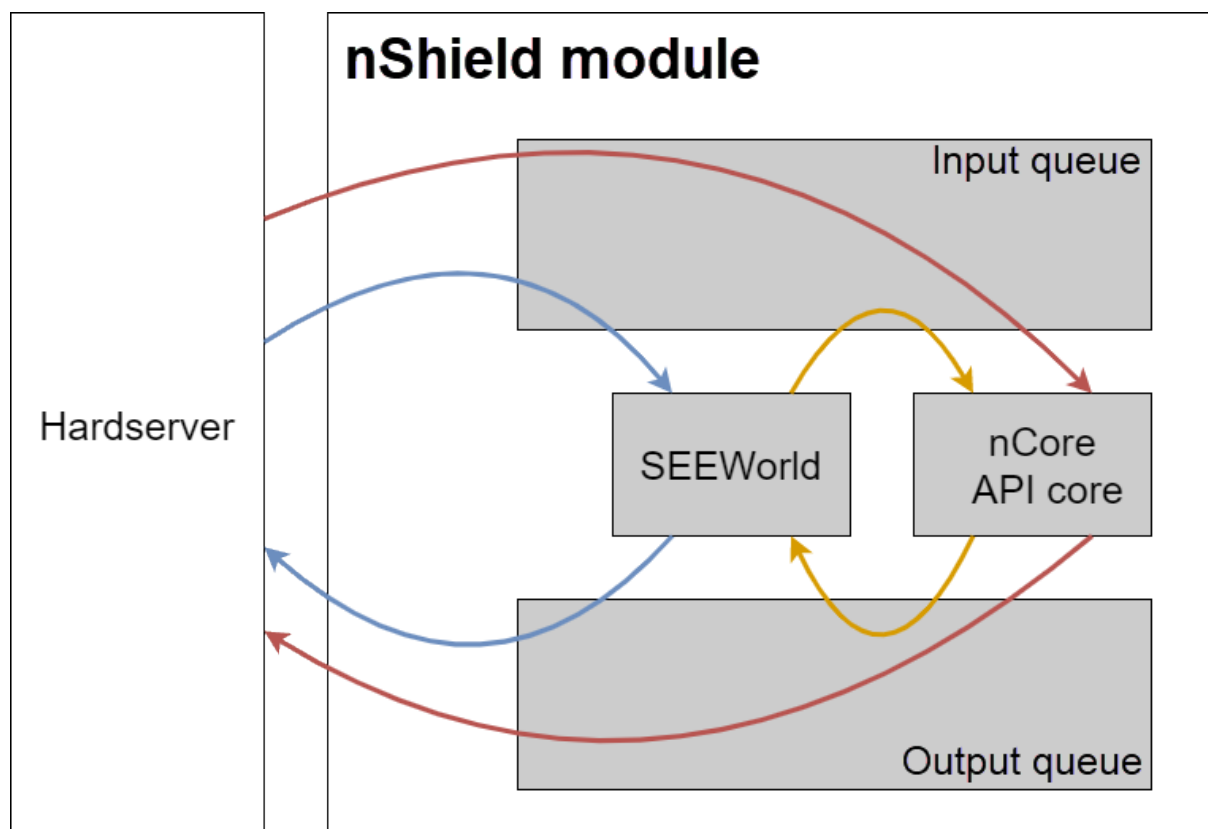 nShield module
Input queue
Hardserver
SEEWorld
nCore
API core
Output queue